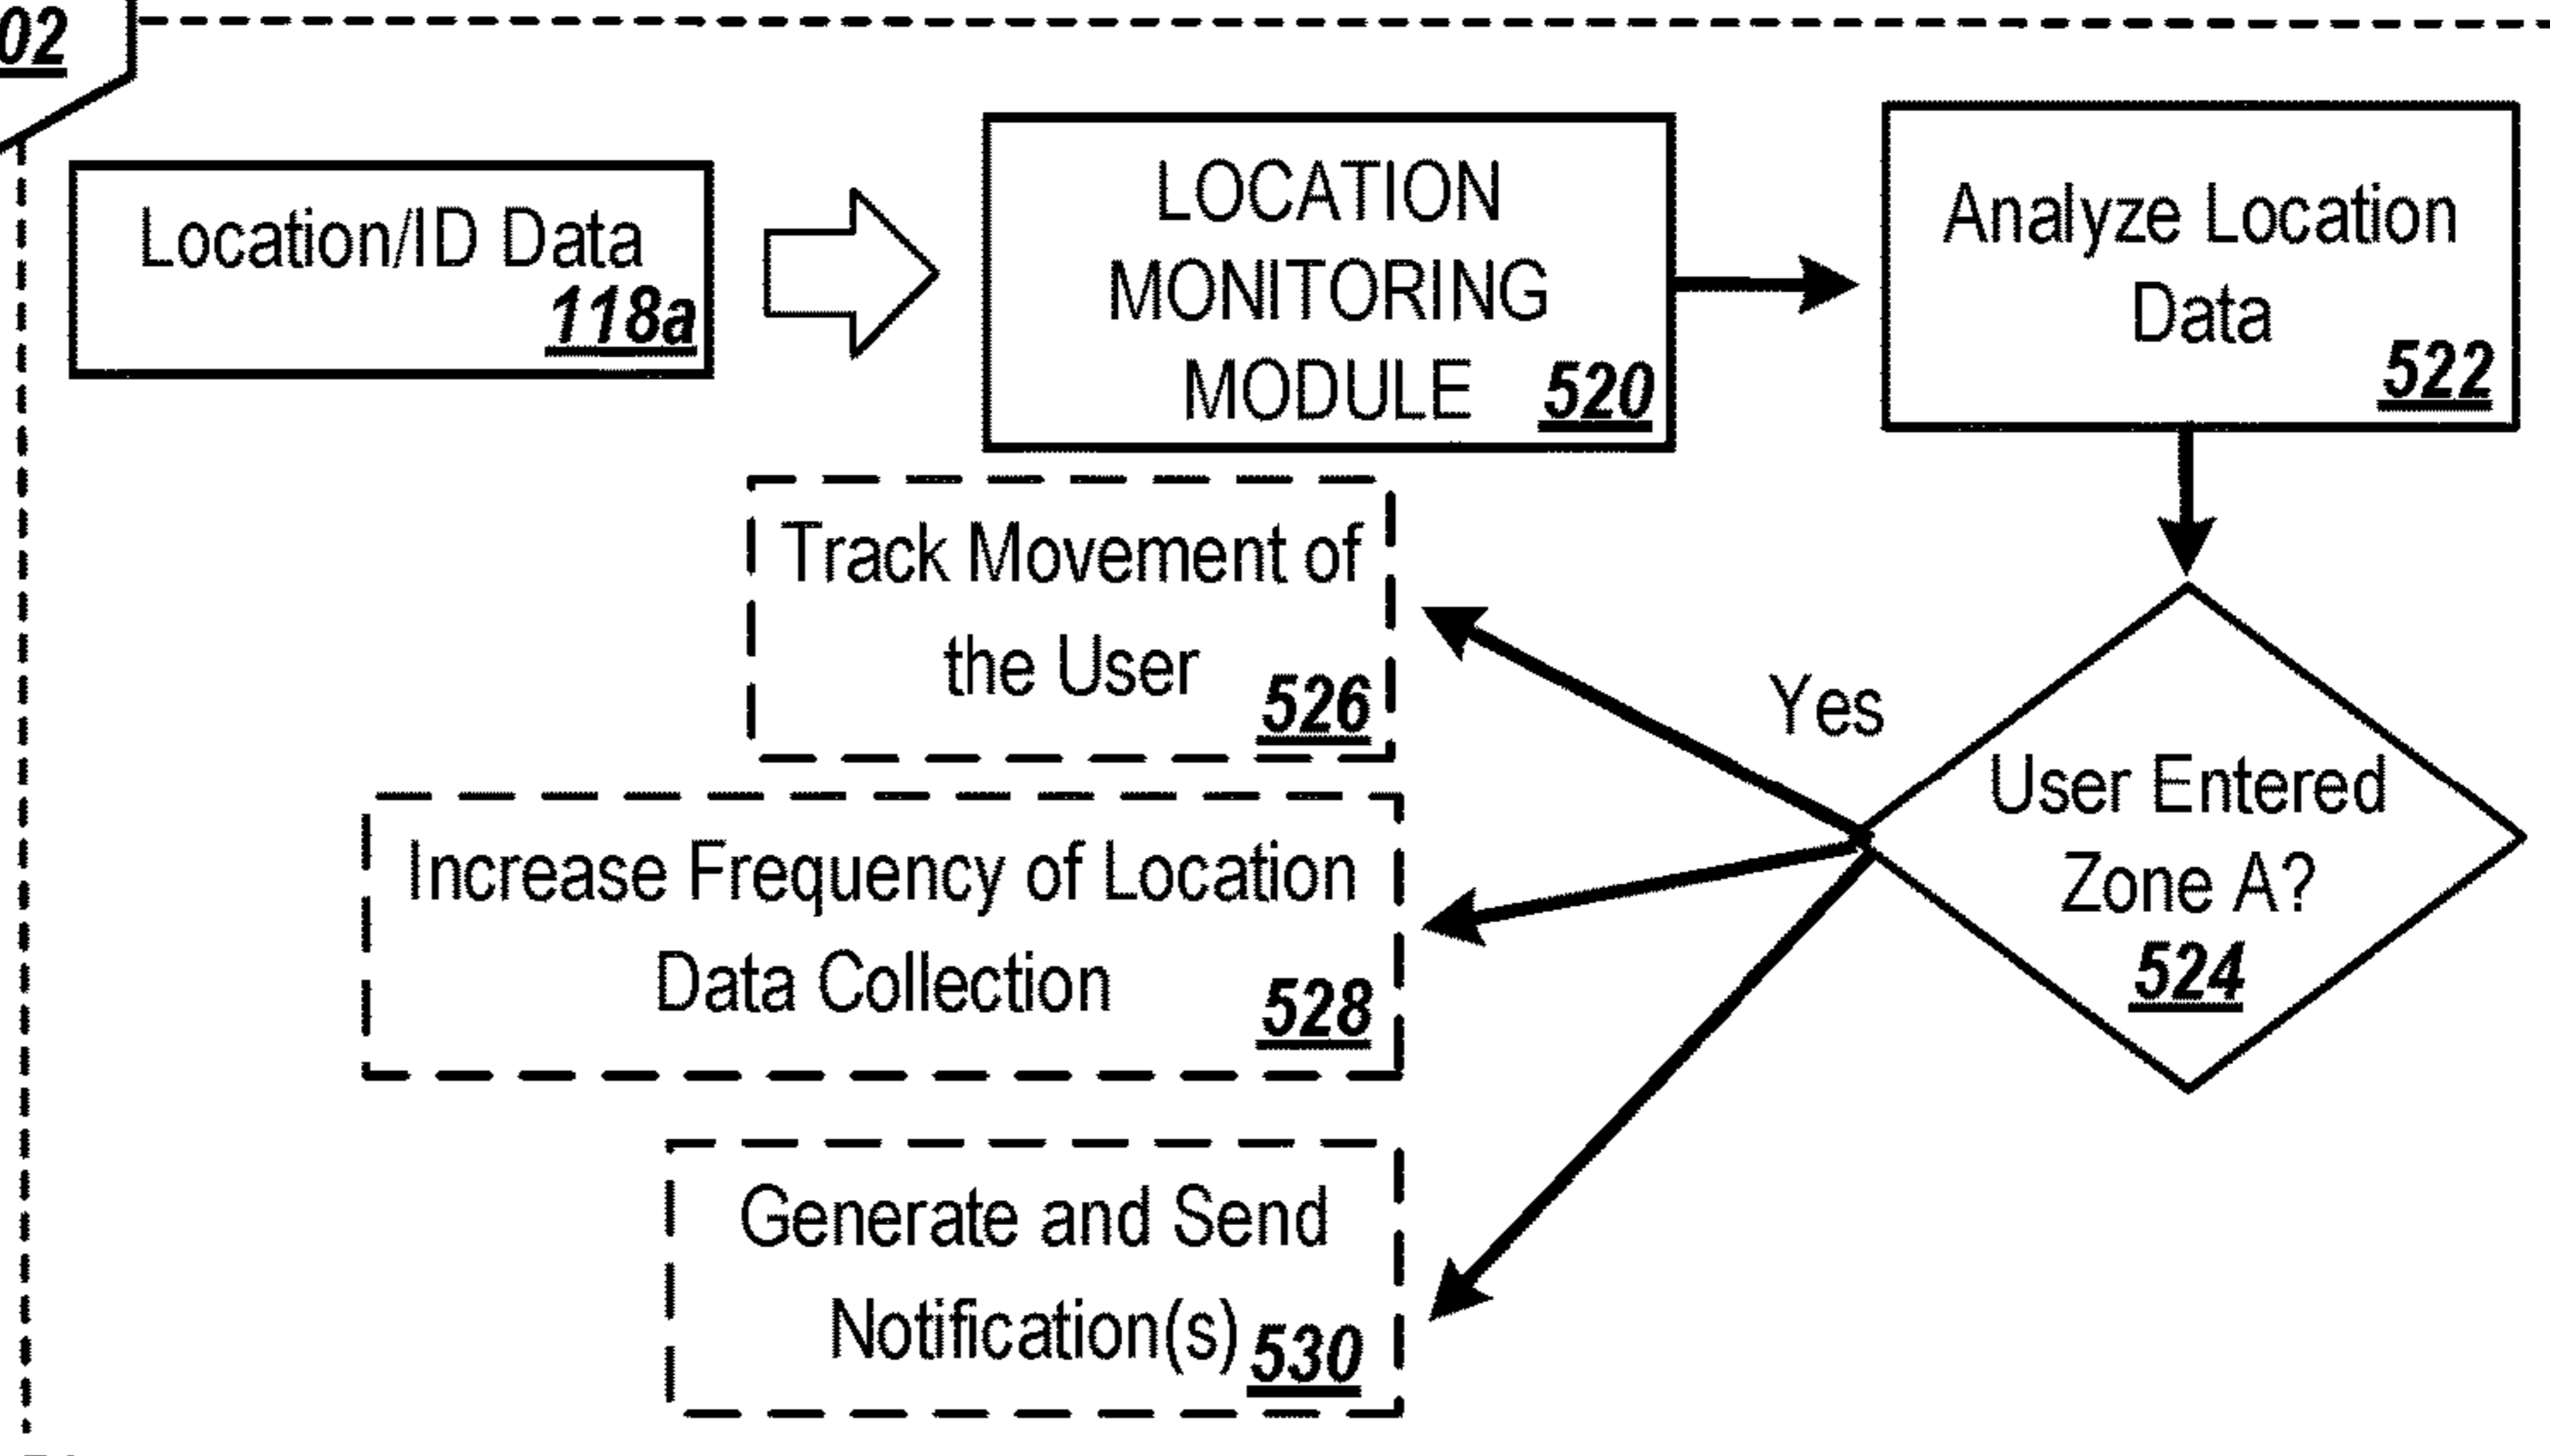 02
Location/ID Data
118a
LOCATION
MONITORING
MODULE 520
Analyze Location
Data
522
Track Movement of
the User
526
Yes
User Entered
Zone A?
524
Increase Frequency of Location
Data Collection
528
Generate and Send
Notification(s) 530